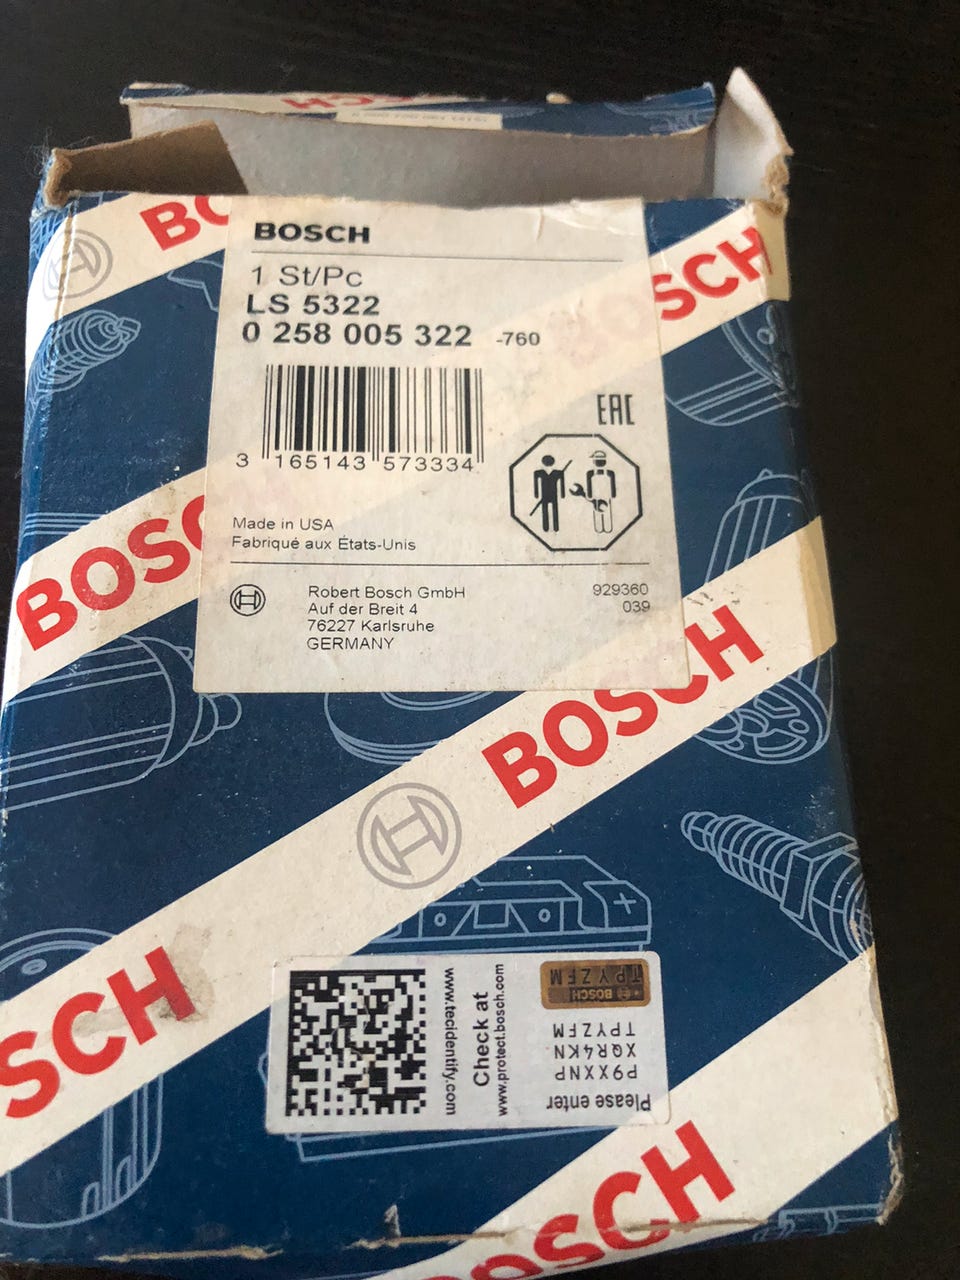 BOSCH
1 St/Pc
LS 5322
0 258 005 322 -760
3 165143 573334
EAC
Made in USA
Fabriqué aux États-Unis
Robert Bosch GmbH
Auf der Breit 4
76227 Karlsruhe
GERMANY
929360
039
BOSCH
BOSCH
BOSCH
BOSCH
BOSCH
www.tecidentify.com
Check at
www.protect.bosch.com
Please enter
P9XXNP
XQR4KN
TPYZFM
BOSCH
TPYZFM